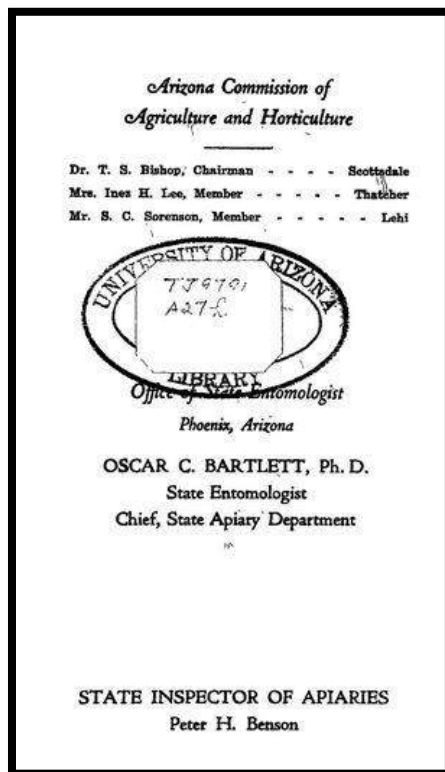 Arizona Commission of
Agriculture and Horticulture
Dr. T. S. Bishop, Chairman - - - - Scottsdale
Mrs. Inez H. Lee, Member - - - - - Thatcher
Mr. S. C. Sorenson, Member - - - - - Lehi
UNIVERSITY OF ARIZONA
LIBRARY
Office of State Entomologist
Phoenix, Arizona
OSCAR C. BARTLETT, Ph. D.
State Entomologist
Chief, State Apiary Department
STATE INSPECTOR OF APIARIES
Peter H. Benson